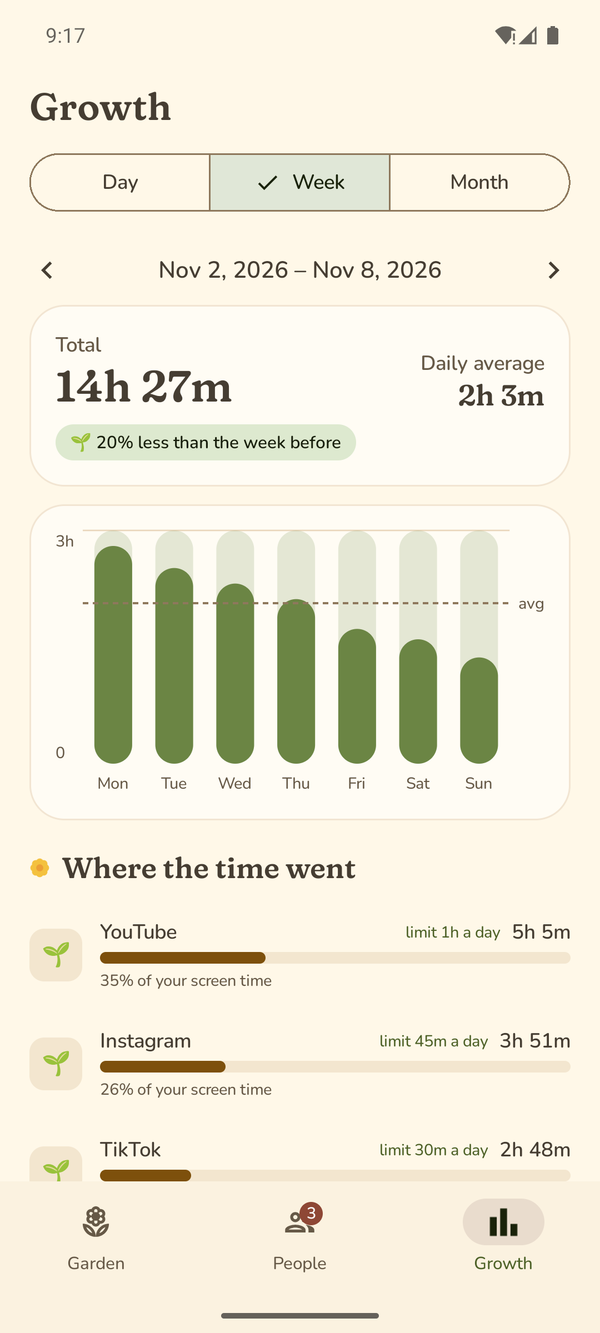 9:17
Growth
Day
Week
Month
Nov 2, 2026 – Nov 8, 2026
Total
14h 27m
Daily average
2h 3m
🌱 20% less than the week before
3h
avg
0
Mon Tue Wed Thu Fri Sat Sun
Where the time went
YouTube limit 1h a day 5h 5m
35% of your screen time
Instagram limit 45m a day 3h 51m
26% of your screen time
TikTok limit 30m a day 2h 48m
3
Garden People Growth